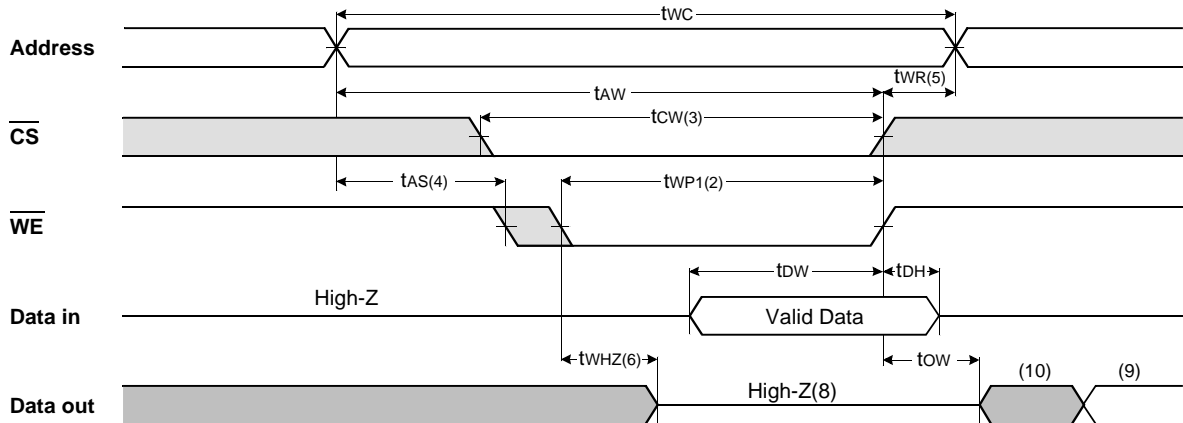 tWC
Address
tWR(5)
tAW
CS
tCW(3)
tAS(4)
tWP1(2)
WE
tDW
tDH
High-Z
Data in
Valid Data
tWHZ(6)
tOW
(10)
(9)
High-Z(8)
Data out